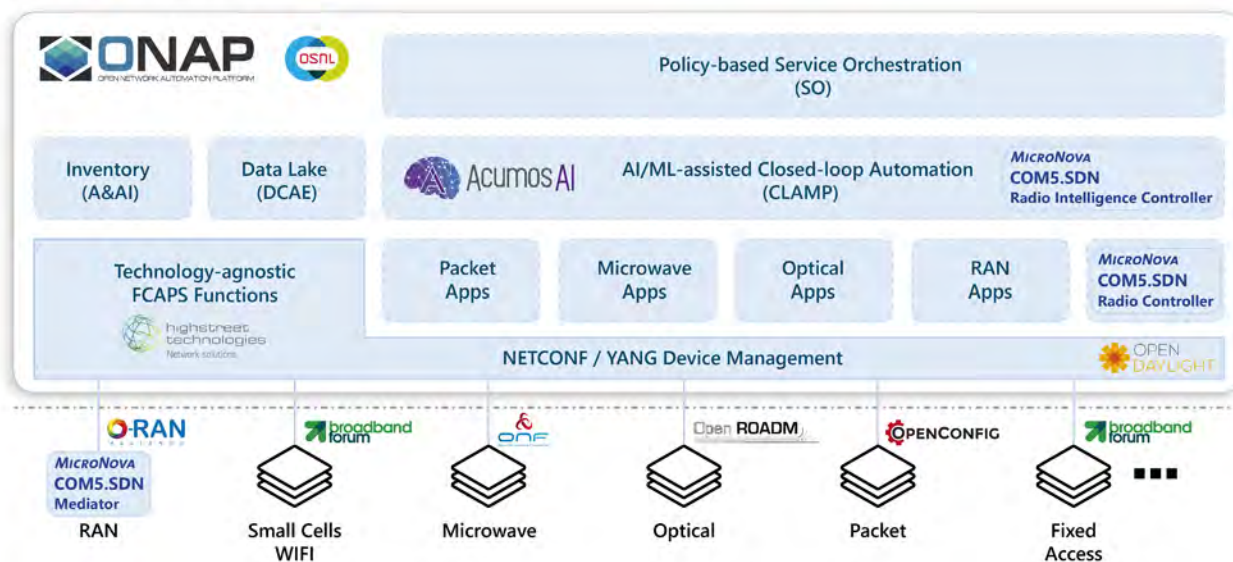 ONAP
OPEN NETWORK AUTOMATION PLATFORM
OSNL
Policy-based Service Orchestration
(SO)
Inventory
(A&AI)
Data Lake
(DCAE)
Acumos AI
AI/ML-assisted Closed-loop Automation
(CLAMP)
MICRONOVA
COM5.SDN
Radio Intelligence Controller
Technology-agnostic
FCAPS Functions
highstreet
technologies
Network solutions.
Packet
Apps
Microwave
Apps
Optical
Apps
RAN
Apps
MICRONOVA
COM5.SDN
Radio Controller
NETCONF / YANG Device Management
OPEN
DAYLIGHT
O-RAN
ALLIANCE
MICRONOVA
COM5.SDN
Mediator
RAN
broadband
forum
Small Cells
WIFI
ONF
Microwave
Open ROADM
Optical
OPENCONFIG
Packet
broadband
forum
Fixed
Access